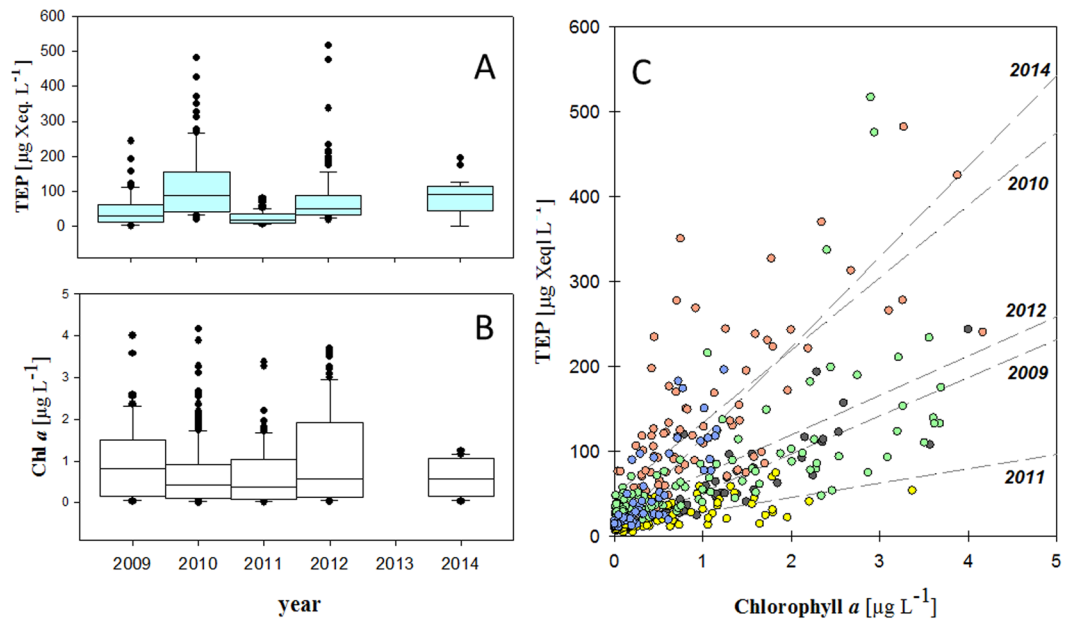 600
500
400
300
200
100
0
TEP [ µg Xeq. L⁻¹ ]
A
5
4
3
2
1
0
Chl a [µg L⁻¹]
B
2009 2010 2011 2012 2013 2014
year
600
500
400
300
200
100
0
TEP [µg Xeql L⁻¹]
C
2014
2010
2012
2009
2011
0 1 2 3 4 5
Chlorophyll a [µg L⁻¹]